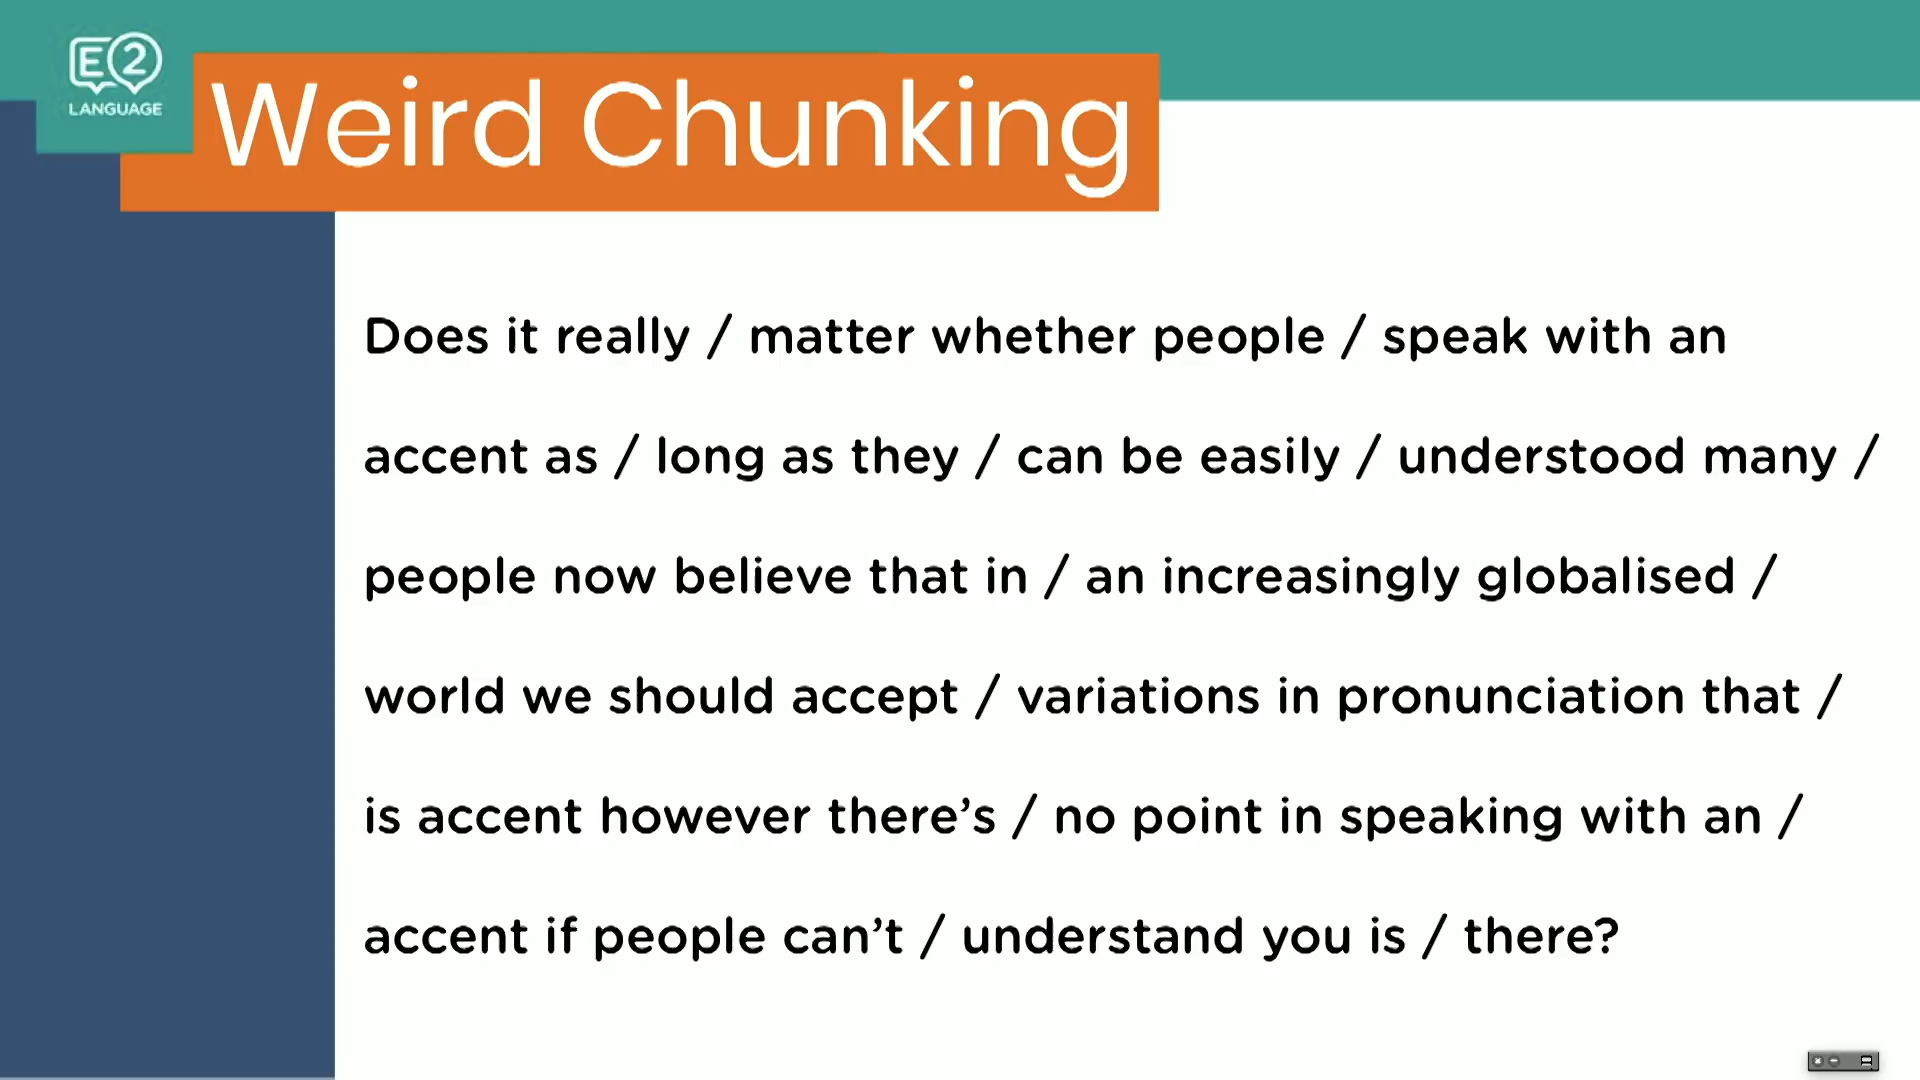 E2
LANGUAGE
Weird Chunking
Does it really / matter whether people / speak with an
accent as / long as they / can be easily / understood many /
people now believe that in / an increasingly globalised /
world we should accept / variations in pronunciation that /
is accent however there’s / no point in speaking with an /
accent if people can’t / understand you is / there?